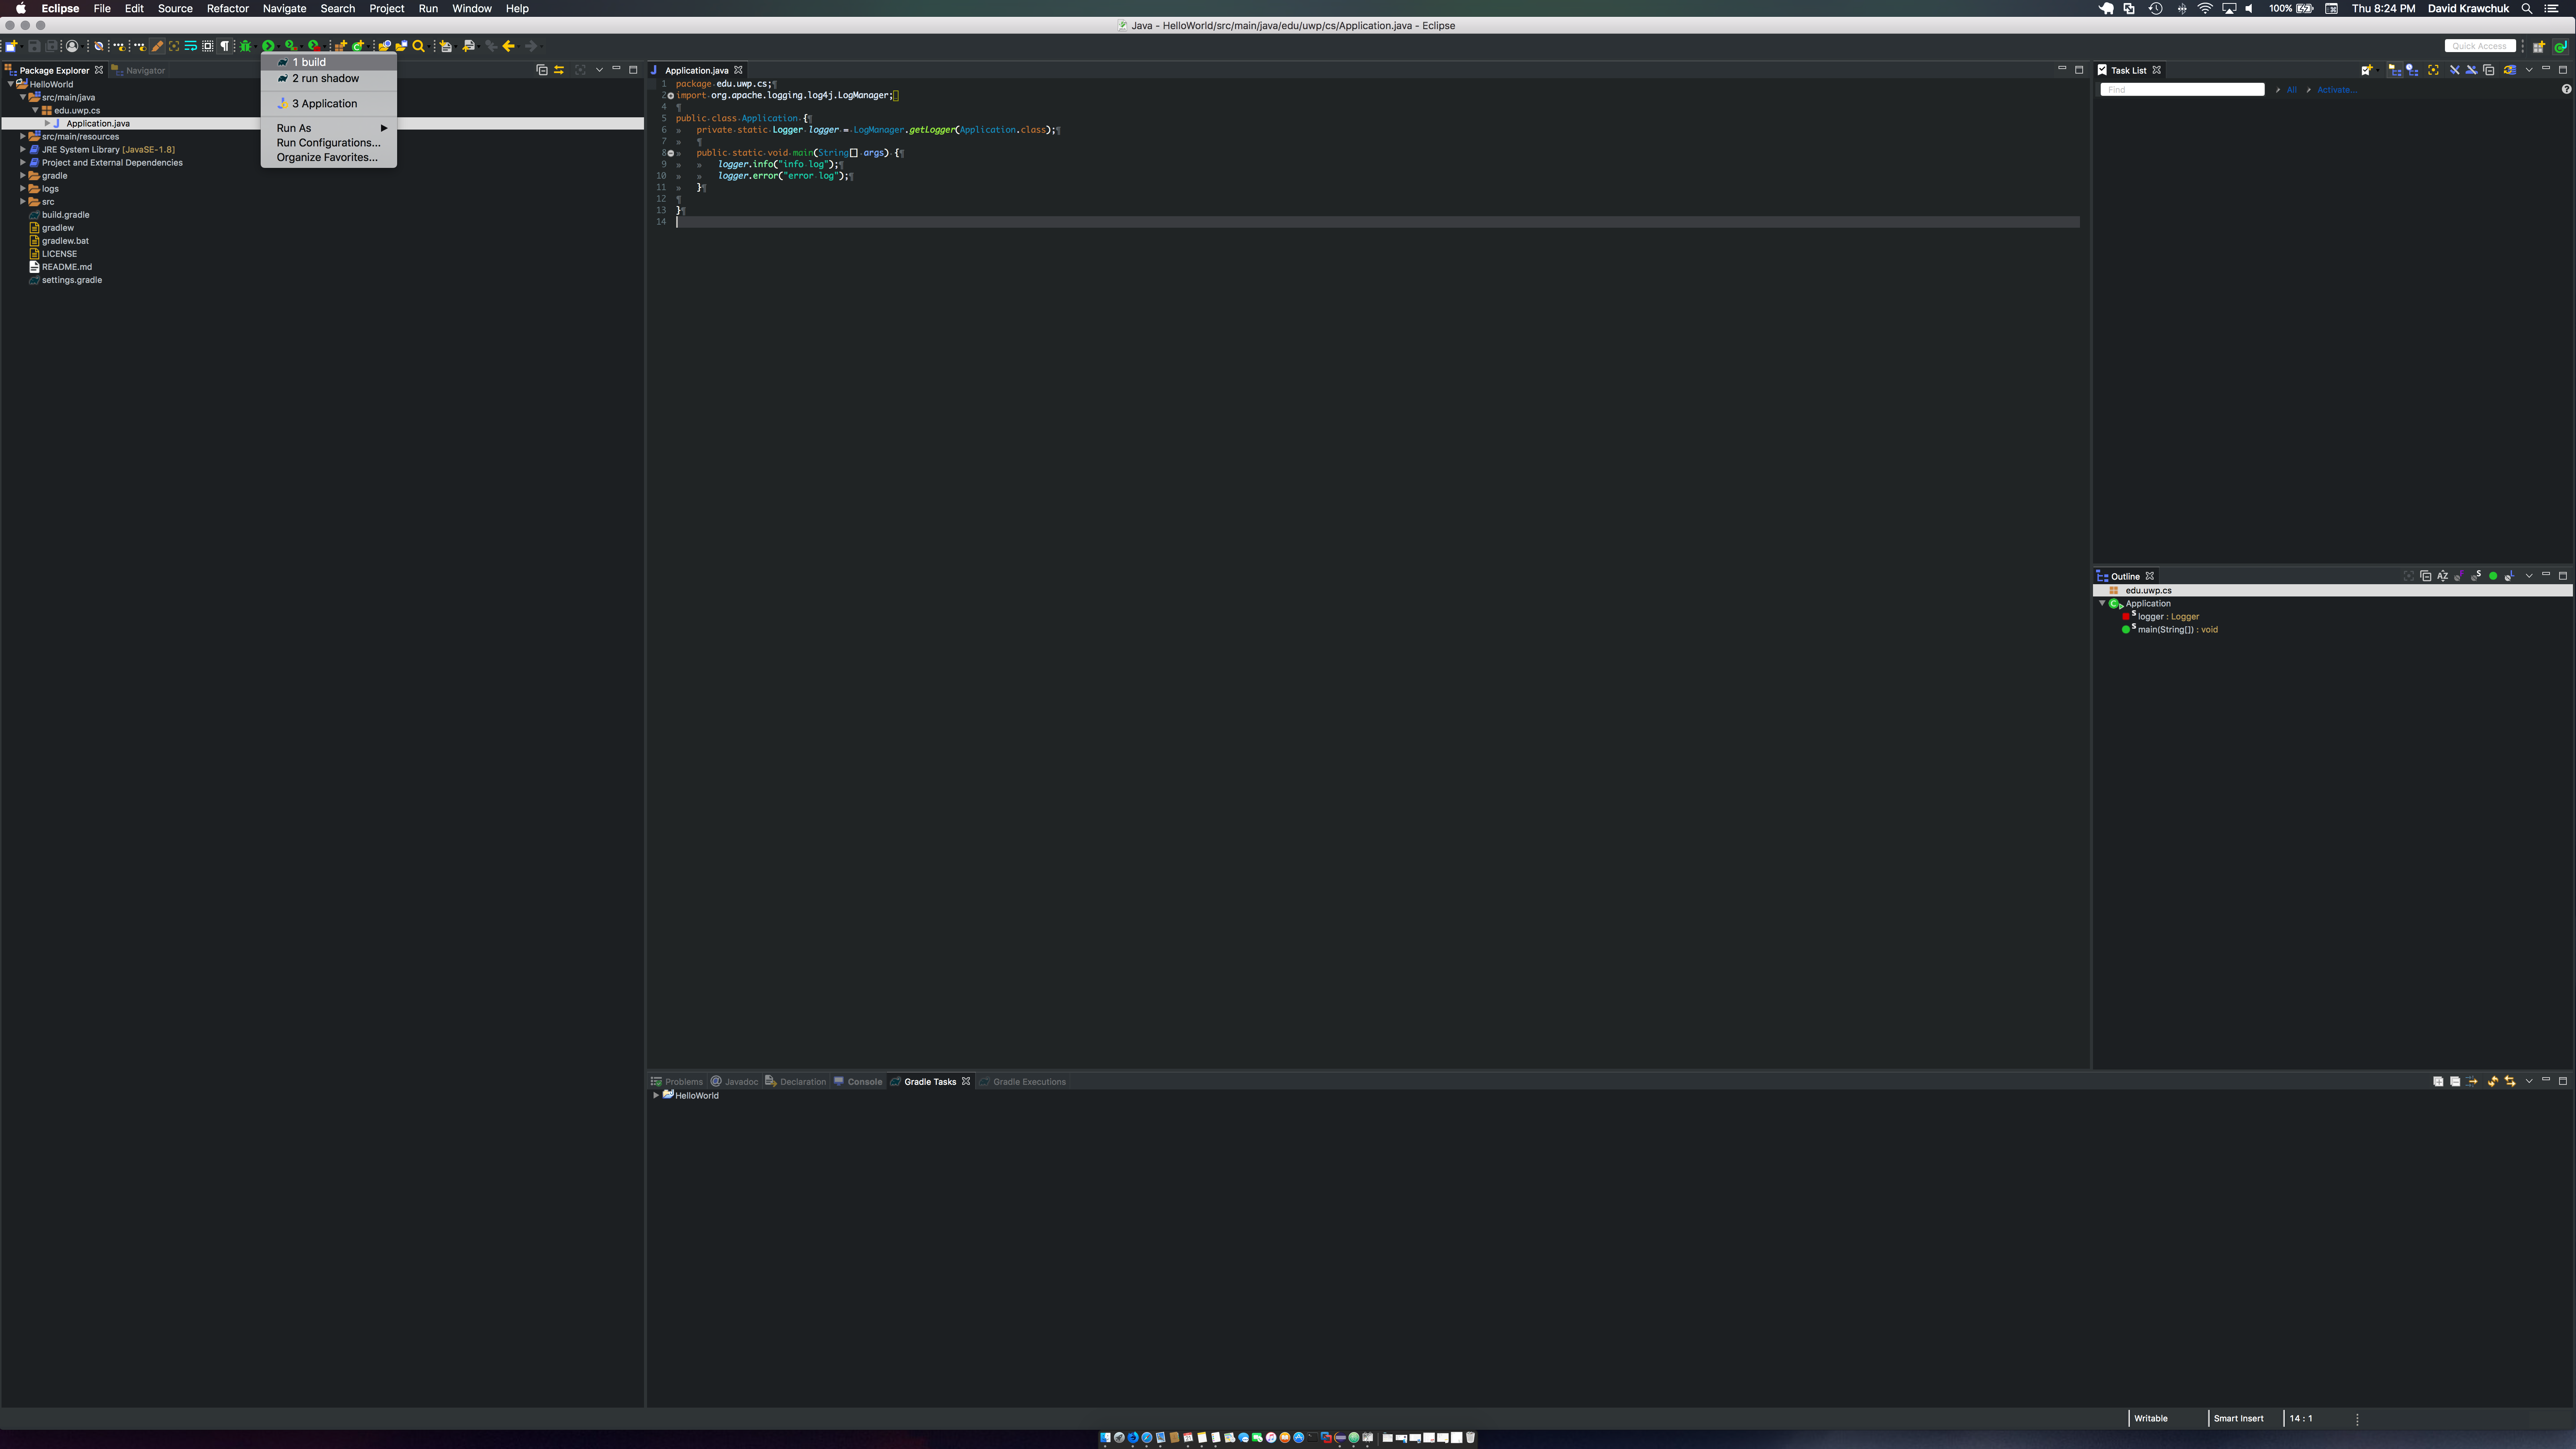 Eclipse File Edit Source Refactor Navigate Search Project Run Window Help
100% Thu 8:24 PM David Krawchuk
Java - HelloWorld/src/main/java/edu/uwp/cs/Application.java - Eclipse
Quick Access
1 build
2 run shadow
3 Application
Run As
Run Configurations...
Organize Favorites...
Package Explorer Navigator
HelloWorld
src/main/java
edu.uwp.cs
Application.java
src/main/resources
JRE System Library [JavaSE-1.8]
Project and External Dependencies
gradle
logs
src
build.gradle
gradlew
gradlew.bat
LICENSE
README.md
settings.gradle
Application.java
1 package·edu.uwp.cs;¶
2 import·org.apache.logging.log4j.LogManager;
4 ¶
5 public·class·Application·{¶
6 » private·static·Logger·logger·=·LogManager.getLogger(Application.class);¶
7 » ¶
8 » public·static·void·main(String[]·args)·{¶
9 » » logger.info("info·log");¶
10 » » logger.error("error·log");¶
11 » }¶
12 ¶
13 }¶
14
Task List
Find All Activate...
Outline
edu.uwp.cs
Application
logger : Logger
main(String[]) : void
Problems Javadoc Declaration Console Gradle Tasks Gradle Executions
HelloWorld
Writable Smart Insert 14 : 1